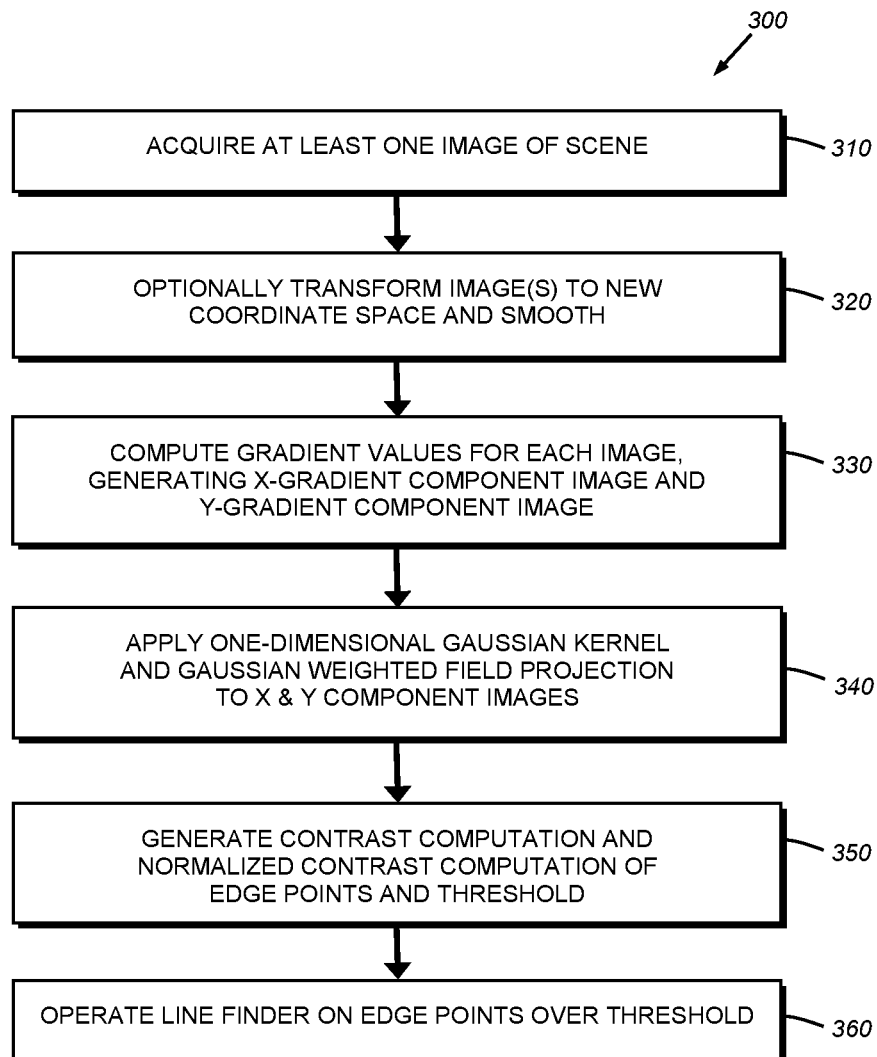 300
ACQUIRE AT LEAST ONE IMAGE OF SCENE
310
OPTIONALLY TRANSFORM IMAGE(S) TO NEW
COORDINATE SPACE AND SMOOTH
320
COMPUTE GRADIENT VALUES FOR EACH IMAGE,
GENERATING X-GRADIENT COMPONENT IMAGE AND
Y-GRADIENT COMPONENT IMAGE
330
APPLY ONE-DIMENSIONAL GAUSSIAN KERNEL
AND GAUSSIAN WEIGHTED FIELD PROJECTION
TO X & Y COMPONENT IMAGES
340
GENERATE CONTRAST COMPUTATION AND
NORMALIZED CONTRAST COMPUTATION OF
EDGE POINTS AND THRESHOLD
350
OPERATE LINE FINDER ON EDGE POINTS OVER THRESHOLD
360